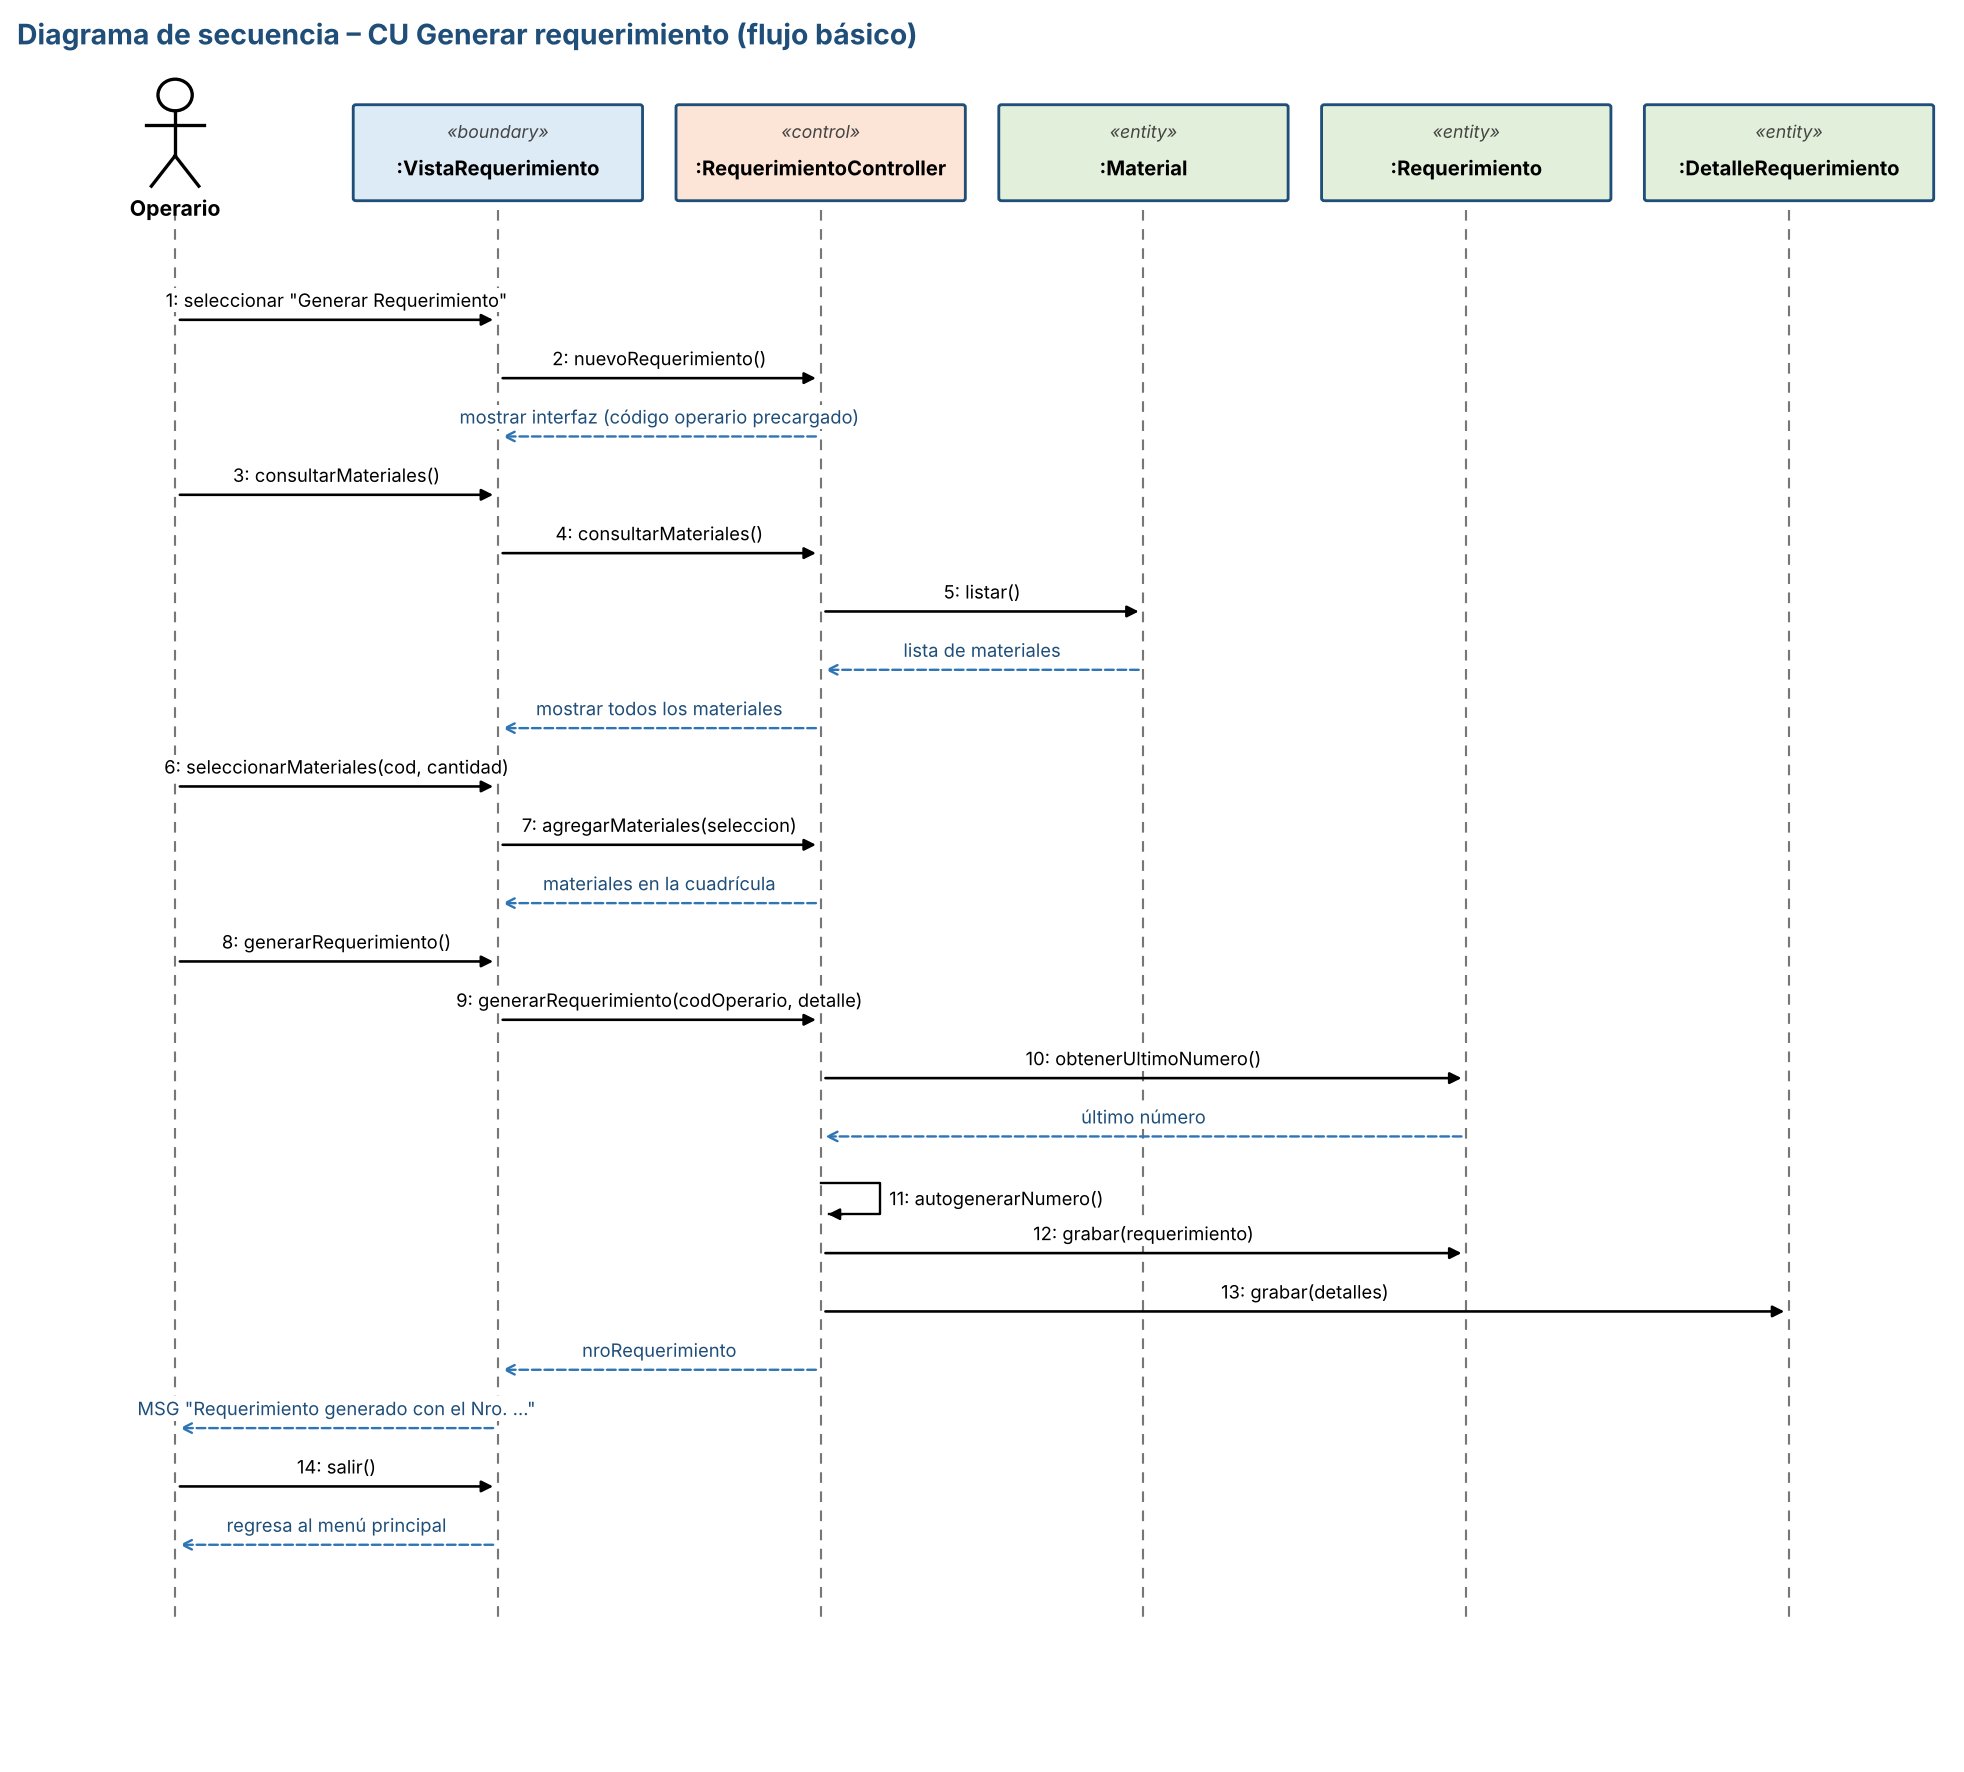 Diagrama de secuencia – CU Generar requerimiento (flujo básico)
Operario
«boundary»
:VistaRequerimiento
«control»
:RequerimientoController
«entity»
:Material
«entity»
:Requerimiento
«entity»
:DetalleRequerimiento
1: seleccionar "Generar Requerimiento"
2: nuevoRequerimiento()
mostrar interfaz (código operario precargado)
3: consultarMateriales()
4: consultarMateriales()
5: listar()
lista de materiales
mostrar todos los materiales
6: seleccionarMateriales(cod, cantidad)
7: agregarMateriales(seleccion)
materiales en la cuadrícula
8: generarRequerimiento()
9: generarRequerimiento(codOperario, detalle)
10: obtenerUltimoNumero()
último número
11: autogenerarNumero()
12: grabar(requerimiento)
13: grabar(detalles)
nroRequerimiento
MSG "Requerimiento generado con el Nro. ..."
14: salir()
regresa al menú principal